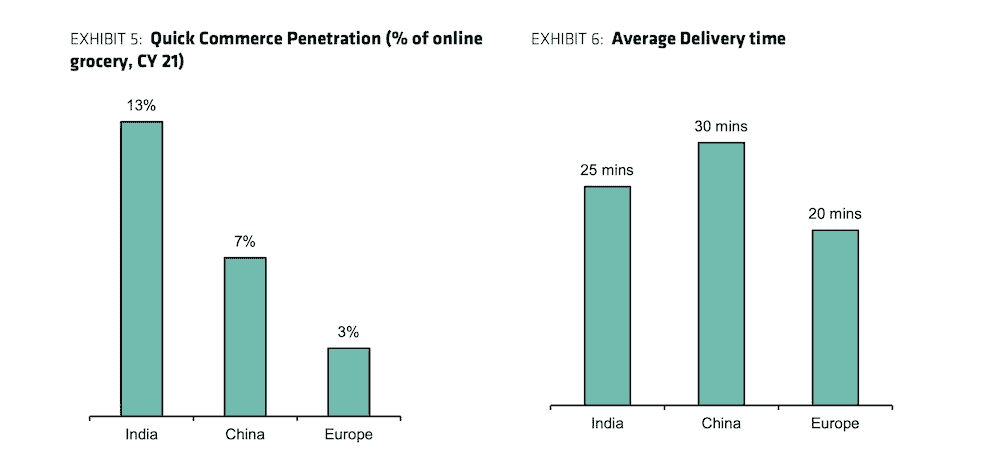 EXHIBIT 5: Quick Commerce Penetration (% of online
grocery, CY 21)
13%
7%
3%
India
China
Europe
EXHIBIT 6: Average Delivery time
25 mins
30 mins
20 mins
India
China
Europe